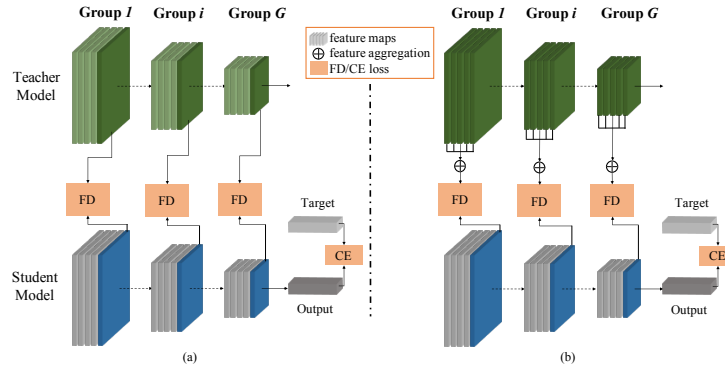 Group 1 Group i Group G
feature maps
feature aggregation
FD/CE loss
Group 1 Group i Group G
Teacher
Model
FD FD FD
Target
CE
Student
Model
Output
(a)
FD FD FD
Target
CE
Output
(b)